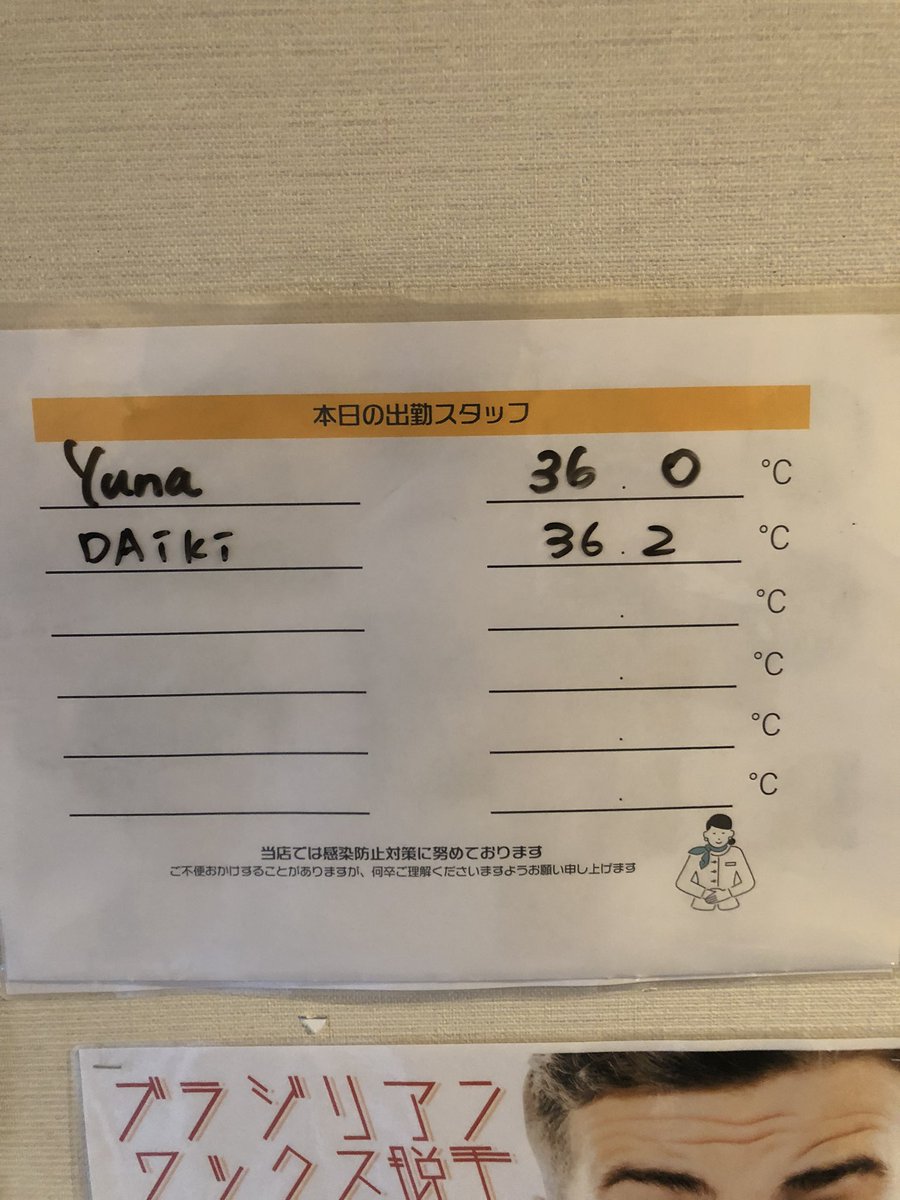 本日の出勤スタッフ
Yuna 36.0 ℃
DAiki 36.2 ℃
. ℃
. ℃
. ℃
. ℃
当店では感染防止対策に努めております
ご不便おかけすることがありますが、何卒ご理解くださいますようお願い申し上げます
ブラジリアン
ワックス脱毛